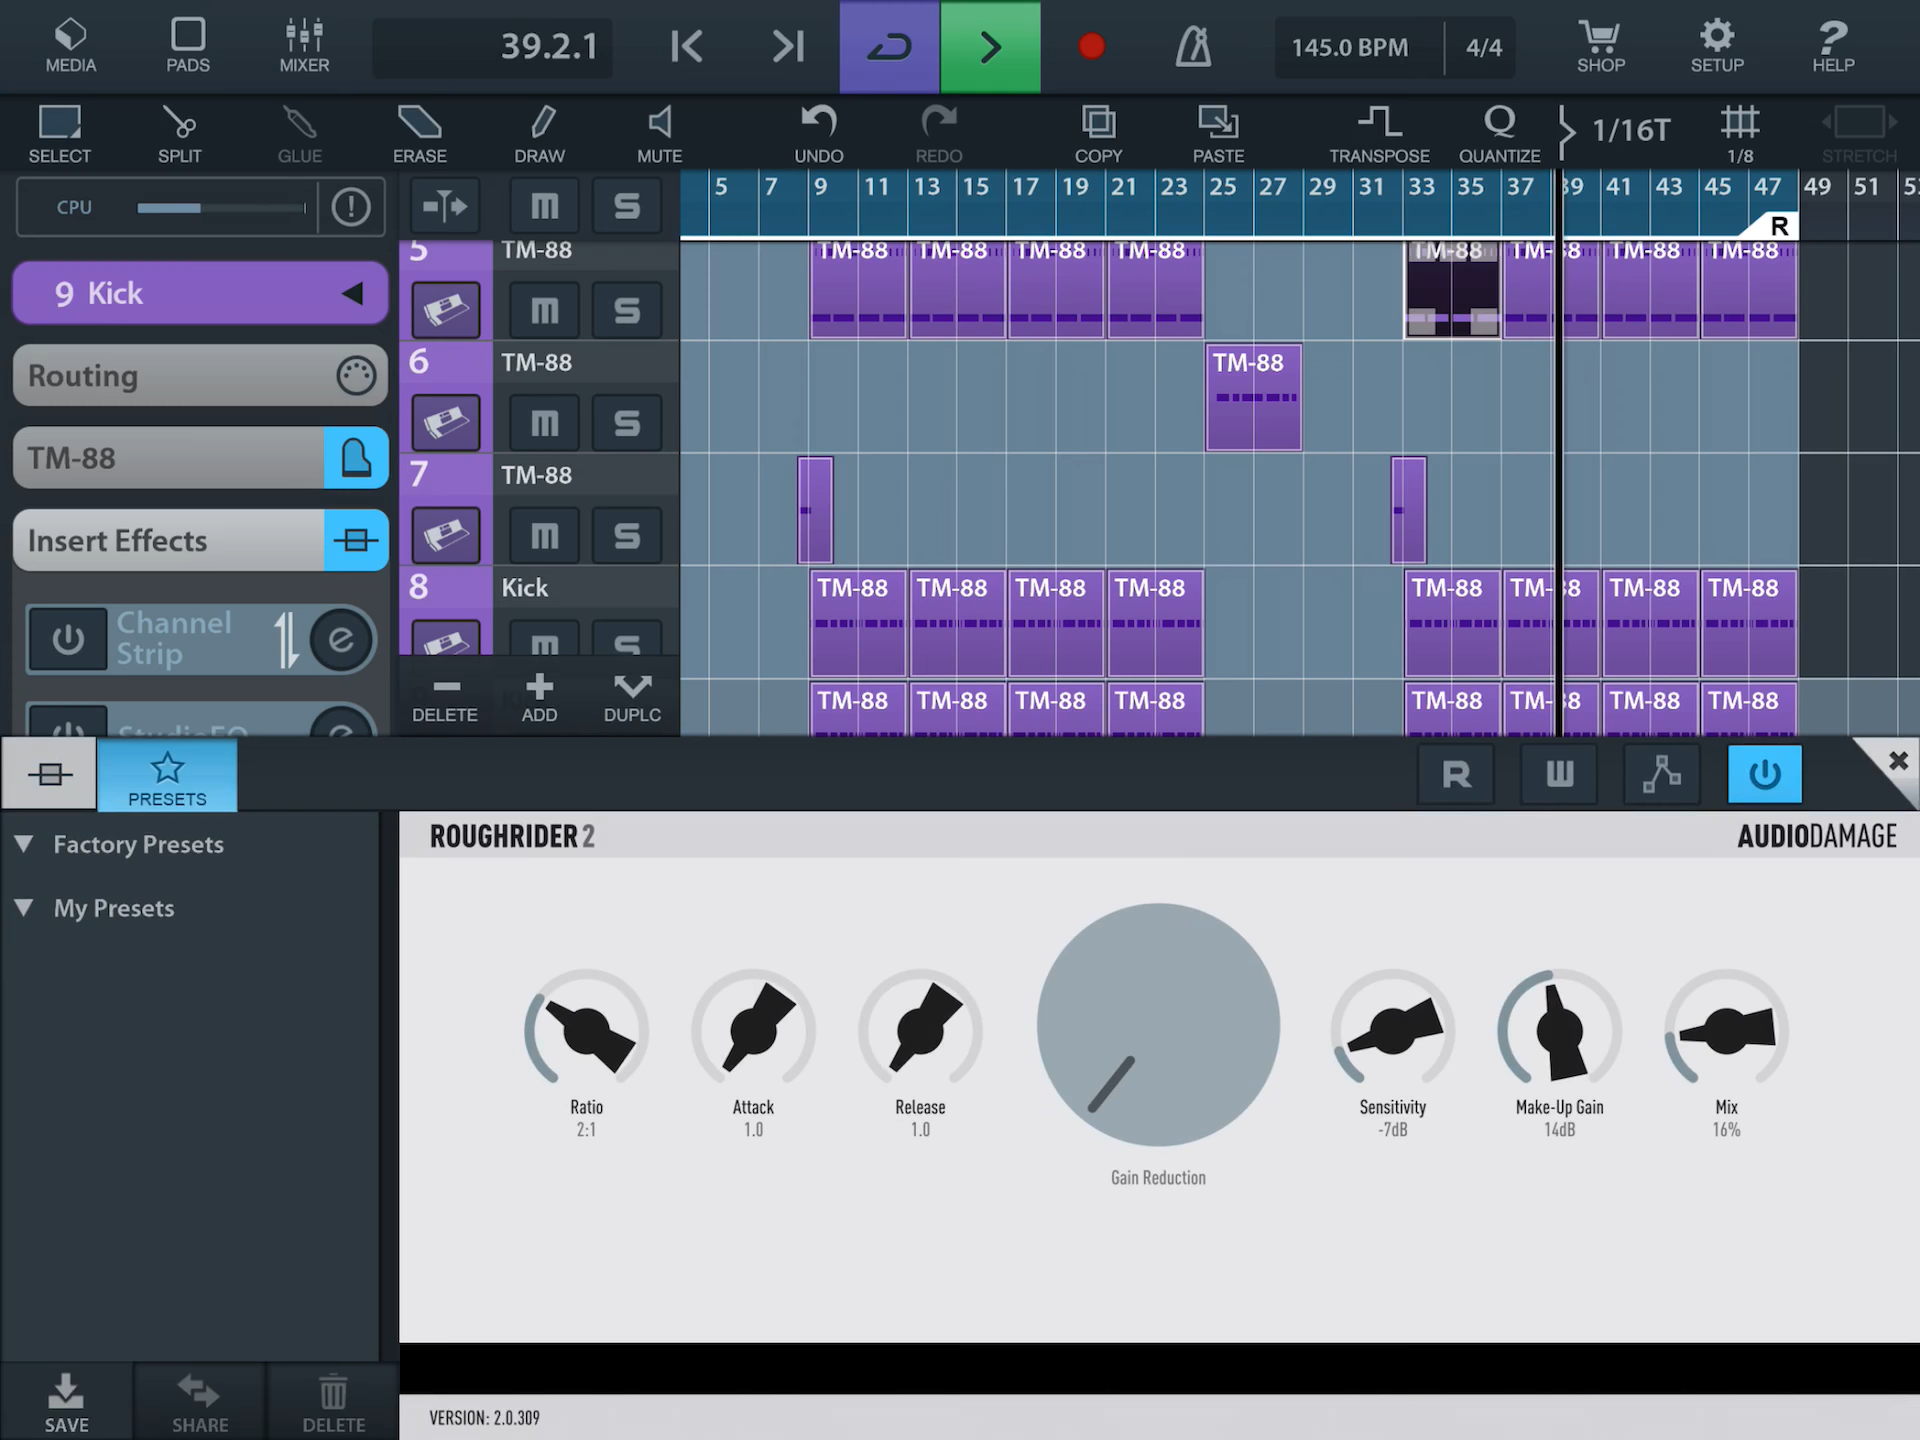 39.2.1
145.0 BPM
4/4
MEDIA
PADS
MIXER
SHOP
SETUP
HELP
SELECT
SPLIT
GLUE
ERASE
DRAW
MUTE
UNDO
REDO
COPY
PASTE
TRANSPOSE
Q
QUANTIZE
1/16T
1/8
STRETCH
CPU
m
S
5 7 9 11 13 15 17 19 21 23 25 27 29 31 33 35 37 39 41 43 45 47 49 51
R
9 Kick
Routing
TM-88
Insert Effects
Channel
Strip
e
StudioEQ
5
TM-88
m
S
TM-88 TM-88 TM-88 TM-88 TM-88 TM-88 TM-88 TM-88
6
TM-88
m
S
TM-88
7
TM-88
m
S
8
Kick
m
S
TM-88 TM-88 TM-88 TM-88 TM-88 TM-88 TM-88 TM-88
TM-88 TM-88 TM-88 TM-88 TM-88 TM-88 TM-88 TM-88
DELETE
ADD
DUPLC
PRESETS
R
W
Factory Presets
My Presets
ROUGHRIDER2
AUDIODAMAGE
Ratio
2:1
Attack
1.0
Release
1.0
Gain Reduction
Sensitivity
-7dB
Make-Up Gain
14dB
Mix
16%
SAVE
SHARE
DELETE
VERSION: 2.0.309